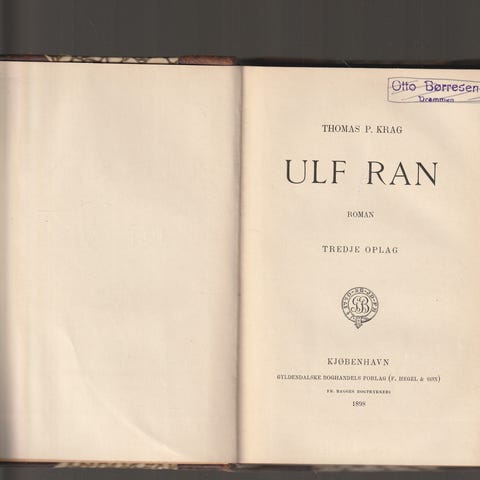 Otto Børresen
Drammen
THOMAS P. KRAG
ULF RAN
ROMAN
TREDJE OPLAG
KJØBENHAVN
GYLDENDALSKE BOGHANDELS FORLAG (F. HEGEL & SØN)
FR. BAGGES BOGTRYKKERI
1898